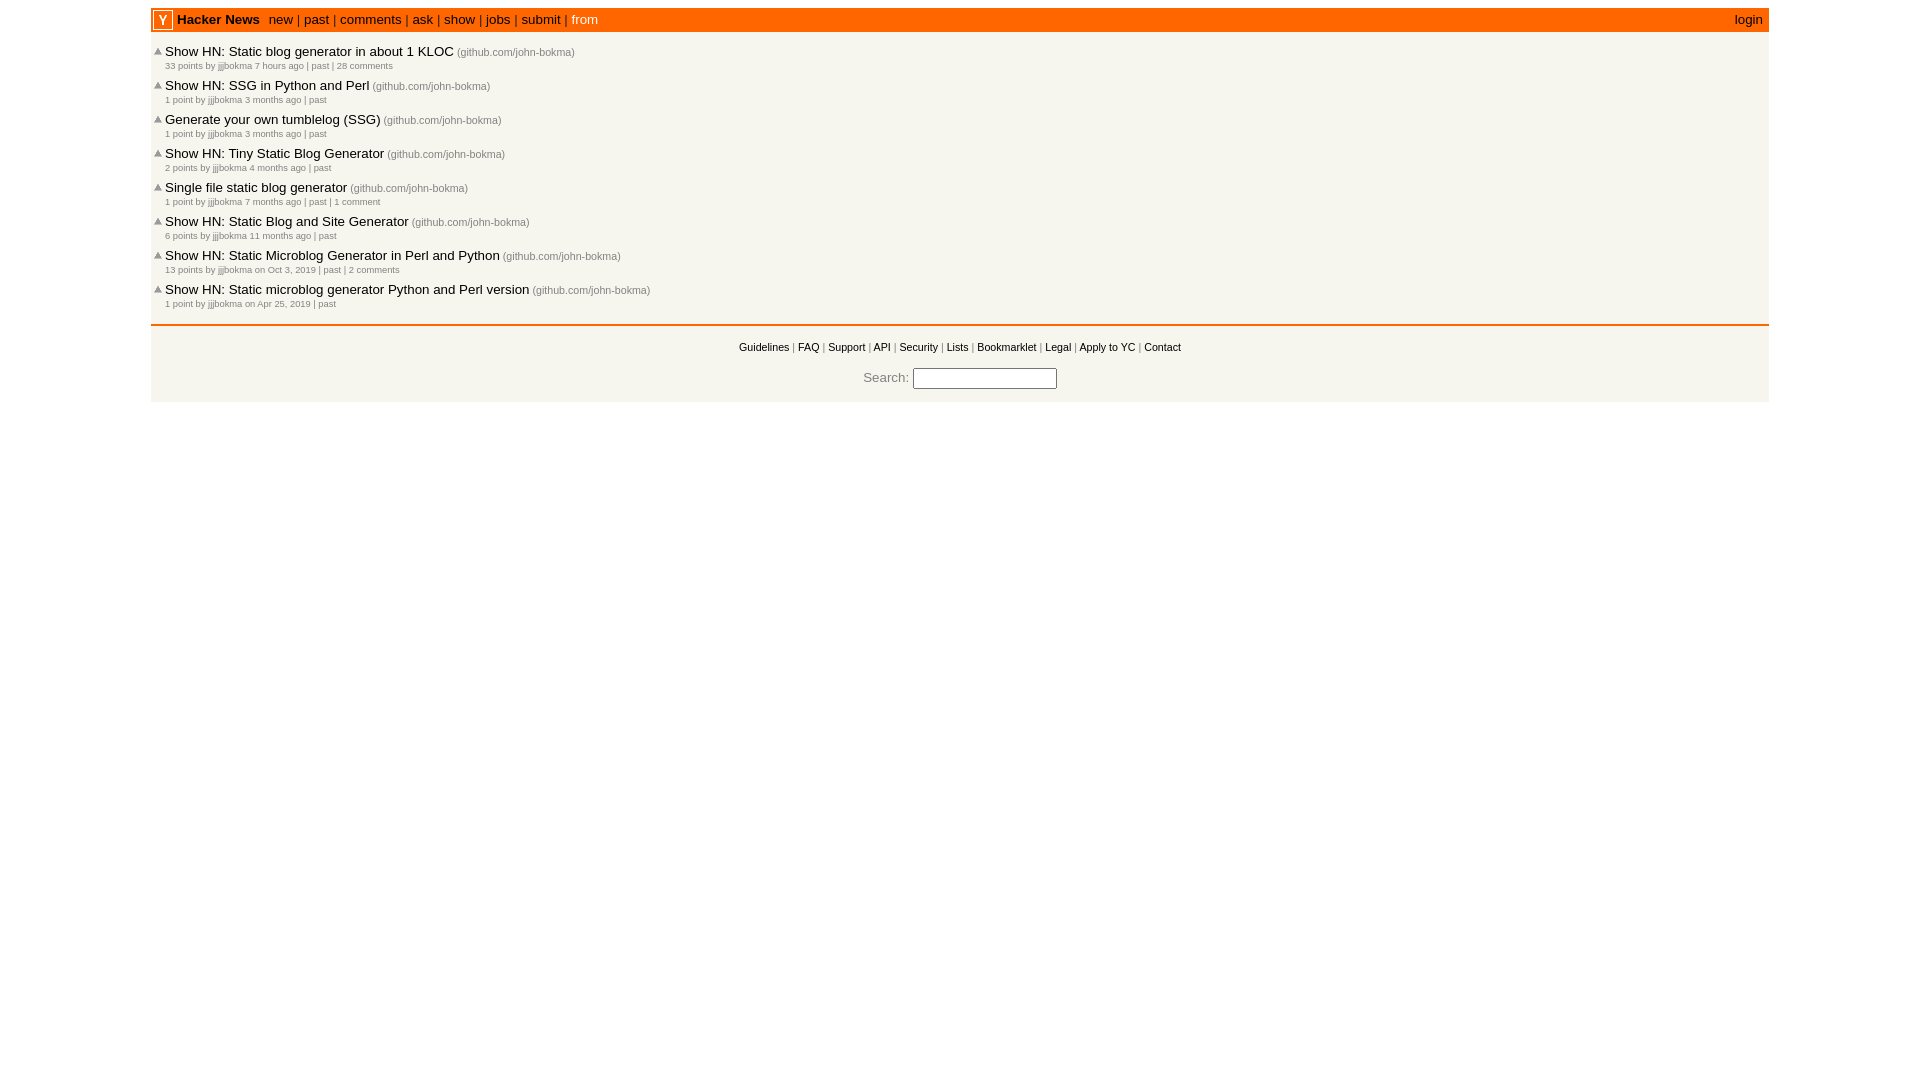 Y Hacker News new | past | comments | ask | show | jobs | submit | from login
Show HN: Static blog generator in about 1 KLOC (github.com/john-bokma)
33 points by jjjbokma 7 hours ago | past | 28 comments
Show HN: SSG in Python and Perl (github.com/john-bokma)
1 point by jjjbokma 3 months ago | past
Generate your own tumblelog (SSG) (github.com/john-bokma)
1 point by jjjbokma 3 months ago | past
Show HN: Tiny Static Blog Generator (github.com/john-bokma)
2 points by jjjbokma 4 months ago | past
Single file static blog generator (github.com/john-bokma)
1 point by jjjbokma 7 months ago | past | 1 comment
Show HN: Static Blog and Site Generator (github.com/john-bokma)
6 points by jjjbokma 11 months ago | past
Show HN: Static Microblog Generator in Perl and Python (github.com/john-bokma)
13 points by jjjbokma on Oct 3, 2019 | past | 2 comments
Show HN: Static microblog generator Python and Perl version (github.com/john-bokma)
1 point by jjjbokma on Apr 25, 2019 | past
Guidelines | FAQ | Support | API | Security | Lists | Bookmarklet | Legal | Apply to YC | Contact
Search: